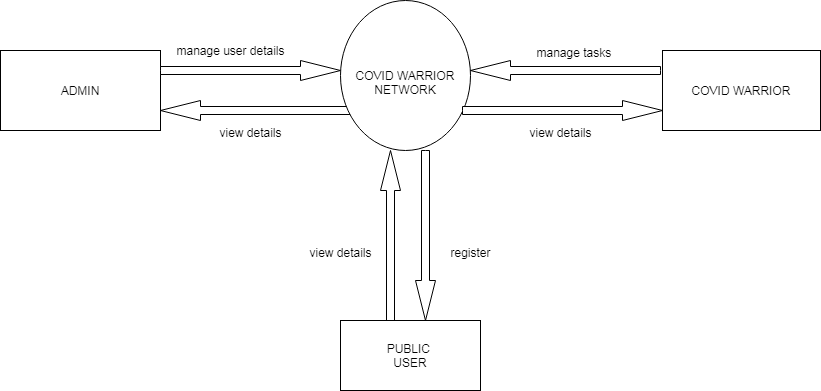 manage user details
manage tasks
COVID WARRIOR
NETWORK
ADMIN
COVID WARRIOR
view details
view details
view details
register
PUBLIC
USER